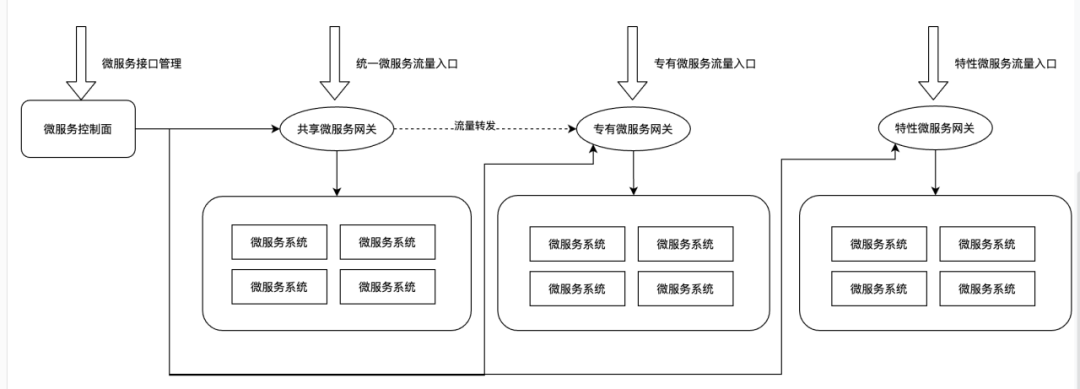 微服务接口管理
统一微服务流量入口
专有微服务流量入口
特性微服务流量入口
微服务控制面
共享微服务网关
流量转发
专有微服务网关
特性微服务网关
微服务系统
微服务系统
微服务系统
微服务系统
微服务系统
微服务系统
微服务系统
微服务系统
微服务系统
微服务系统
微服务系统
微服务系统